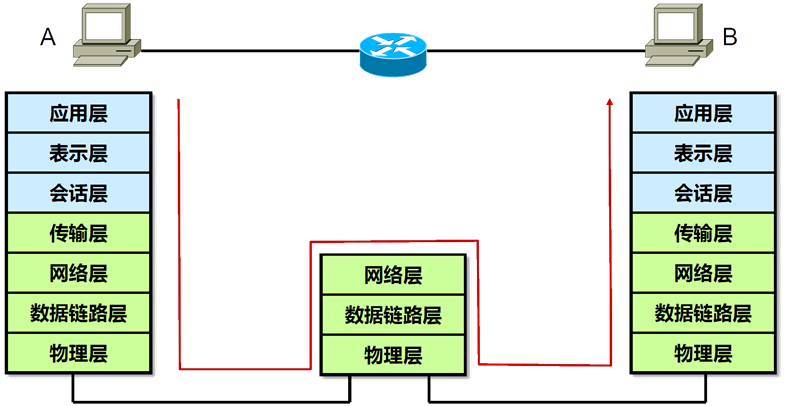 A
B
应用层
表示层
会话层
传输层
网络层
数据链路层
物理层
网络层
数据链路层
物理层
应用层
表示层
会话层
传输层
网络层
数据链路层
物理层